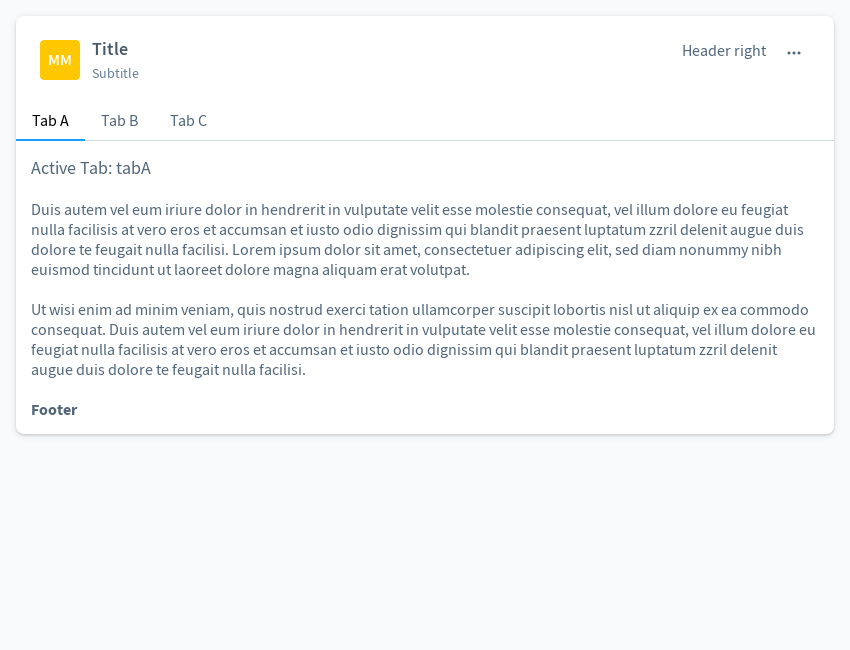 MM
Title
Subtitle
Header right
Tab A
Tab B
Tab C
Active Tab: tabA
Duis autem vel eum iriure dolor in hendrerit in vulputate velit esse molestie consequat, vel illum dolore eu feugiat
nulla facilisis at vero eros et accumsan et iusto odio dignissim qui blandit praesent luptatum zzril delenit augue duis
dolore te feugait nulla facilisi. Lorem ipsum dolor sit amet, consectetuer adipiscing elit, sed diam nonummy nibh
euismod tincidunt ut laoreet dolore magna aliquam erat volutpat.
Ut wisi enim ad minim veniam, quis nostrud exerci tation ullamcorper suscipit lobortis nisl ut aliquip ex ea commodo
consequat. Duis autem vel eum iriure dolor in hendrerit in vulputate velit esse molestie consequat, vel illum dolore eu
feugiat nulla facilisis at vero eros et accumsan et iusto odio dignissim qui blandit praesent luptatum zzril delenit
augue duis dolore te feugait nulla facilisi.
Footer